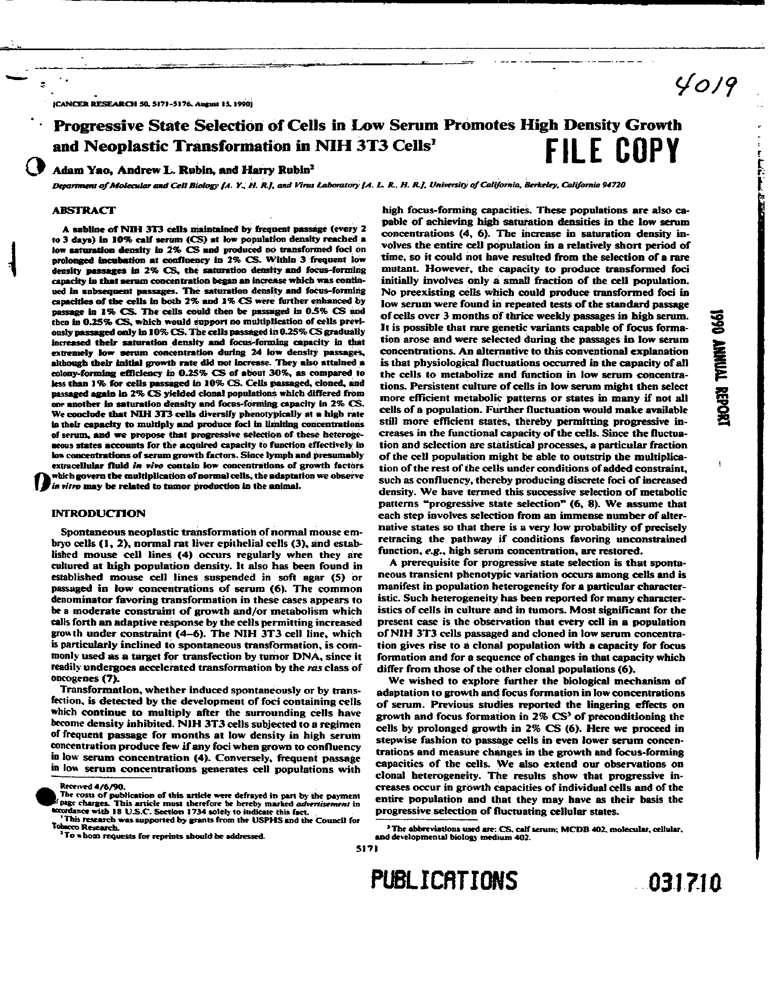 4019
[CANCER RESEARCH 50, 5171-5176, August 15, 1990]
Progressive State Selection of Cells in Low Serum Promotes High Density Growth
and Neoplastic Transformation in NIH 3T3 Cells¹
FILE COPY
Adam Yao, Andrew L. Rubin, and Harry Rubin²
Department of Molecular and Cell Biology [A. Y., H. R.], and Virus Laboratory [A. L. R., H. R.], University of California, Berkeley, California 94720
ABSTRACT
A subline of NIH 3T3 cells maintained by frequent passage (every 2
to 3 days) in 10% calf serum (CS) at low population density reached a
low saturation density in 2% CS and produced no transformed foci on
prolonged incubation at confluency in 2% CS. Within 3 frequent low
density passages in 2% CS, the saturation density and focus-forming
capacity in that serum concentration began an increase which was contin-
ued in subsequent passages. The saturation density and focus-forming
capacities of the cells in both 2% and 1% CS were further enhanced by
passage in 1% CS. The cells could then be passaged in 0.5% CS and
then in 0.25% CS, which would support no multiplication of cells previ-
ously passaged only in 10% CS. The cells passaged in 0.25% CS gradually
increased their saturation density and focus-forming capacity in that
extremely low serum concentration during 24 low density passages,
although their initial growth rate did not increase. They also attained a
colony-forming efficiency in 0.25% CS of about 30%, as compared to
less than 1% for cells passaged in 10% CS. Cells passaged, cloned, and
passaged again in 2% CS yielded clonal populations which differed from
one another in saturation density and focus-forming capacity in 2% CS.
We conclude that NIH 3T3 cells diversify phenotypically at a high rate
in their capacity to multiply and produce foci in limiting concentrations
of serum, and we propose that progressive selection of these heteroge-
neous states accounts for the acquired capacity to function effectively in
low concentrations of serum growth factors. Since lymph and presumably
extracellular fluid in vivo contain low concentrations of growth factors
which govern the multiplication of normal cells, the adaptation we observe
in vitro may be related to tumor production in the animal.
INTRODUCTION
Spontaneous neoplastic transformation of normal mouse em-
bryo cells (1, 2), normal rat liver epithelial cells (3), and estab-
lished mouse cell lines (4) occurs regularly when they are
cultured at high population density. It also has been found in
established mouse cell lines suspended in soft agar (5) or
passaged in low concentrations of serum (6). The common
denominator favoring transformation in these cases appears to
be a moderate constraint of growth and/or metabolism which
calls forth an adaptive response by the cells permitting increased
growth under constraint (4-6). The NIH 3T3 cell line, which
is particularly inclined to spontaneous transformation, is com-
monly used as a target for transfection by tumor DNA, since it
readily undergoes accelerated transformation by the ras class of
oncogenes (7).
Transformation, whether induced spontaneously or by trans-
fection, is detected by the development of foci containing cells
which continue to multiply after the surrounding cells have
become density inhibited. NIH 3T3 cells subjected to a regimen
of frequent passage for months at low density in high serum
concentration produce few if any foci when grown to confluency
in low serum concentration (4). Conversely, frequent passage
in low serum concentrations generates cell populations with
Received 4/6/90.
The costs of publication of this article were defrayed in part by the payment
of page charges. This article must therefore be hereby marked advertisement in
accordance with 18 U.S.C. Section 1734 solely to indicate this fact.
¹ This research was supported by grants from the USPHS and the Council for
Tobacco Research.
² To whom requests for reprints should be addressed.
high focus-forming capacities. These populations are also ca-
pable of achieving high saturation densities in the low serum
concentrations (4, 6). The increase in saturation density in-
volves the entire cell population in a relatively short period of
time, so it could not have resulted from the selection of a rare
mutant. However, the capacity to produce transformed foci
initially involves only a small fraction of the cell population.
No preexisting cells which could produce transformed foci in
low serum were found in repeated tests of the standard passage
of cells over 3 months of thrice weekly passages in high serum.
It is possible that rare genetic variants capable of focus forma-
tion arose and were selected during the passages in low serum
concentrations. An alternative to this conventional explanation
is that physiological fluctuations occurred in the capacity of all
the cells to metabolize and function in low serum concentra-
tions. Persistent culture of cells in low serum might then select
more efficient metabolic patterns or states in many if not all
cells of a population. Further fluctuation would make available
still more efficient states, thereby permitting progressive in-
creases in the functional capacity of the cells. Since the fluctua-
tion and selection are statistical processes, a particular fraction
of the cell population might be able to outstrip the multiplica-
tion of the rest of the cells under conditions of added constraint,
such as confluency, thereby producing discrete foci of increased
density. We have termed this successive selection of metabolic
patterns "progressive state selection" (6, 8). We assume that
each step involves selection from an immense number of alter-
native states so that there is a very low probability of precisely
retracing the pathway if conditions favoring unconstrained
function, e.g., high serum concentration, are restored.
A prerequisite for progressive state selection is that sponta-
neous transient phenotypic variation occurs among cells and is
manifest in population heterogeneity for a particular character-
istic. Such heterogeneity has been reported for many character-
istics of cells in culture and in tumors. Most significant for the
present case is the observation that every cell in a population
of NIH 3T3 cells passaged and cloned in low serum concentra-
tion gives rise to a clonal population with a capacity for focus
formation and for a sequence of changes in that capacity which
differ from those of the other clonal populations (6).
We wished to explore further the biological mechanism of
adaptation to growth and focus formation in low concentrations
of serum. Previous studies reported the lingering effects on
growth and focus formation in 2% CS³ of preconditioning the
cells by prolonged growth in 2% CS (6). Here we proceed in
stepwise fashion to passage cells in even lower serum concen-
trations and measure changes in the growth and focus-forming
capacities of the cells. We also extend our observations on
clonal heterogeneity. The results show that progressive in-
creases occur in growth capacities of individual cells and of the
entire population and that they may have as their basis the
progressive selection of fluctuating cellular states.
³ The abbreviations used are: CS, calf serum; MCDB 402, molecular, cellular,
and developmental biology medium 402.
1990 ANNUAL REPORT
5171
PUBLICATIONS
031710